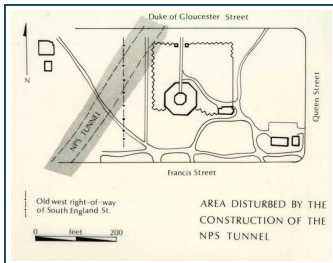 Duke of Gloucester Street
N
NPS TUNNEL
Queen Street
Francis Street
Old west right-of-way
of South England St.
0 feet 200
AREA DISTURBED BY THE
CONSTRUCTION OF THE
NPS TUNNEL